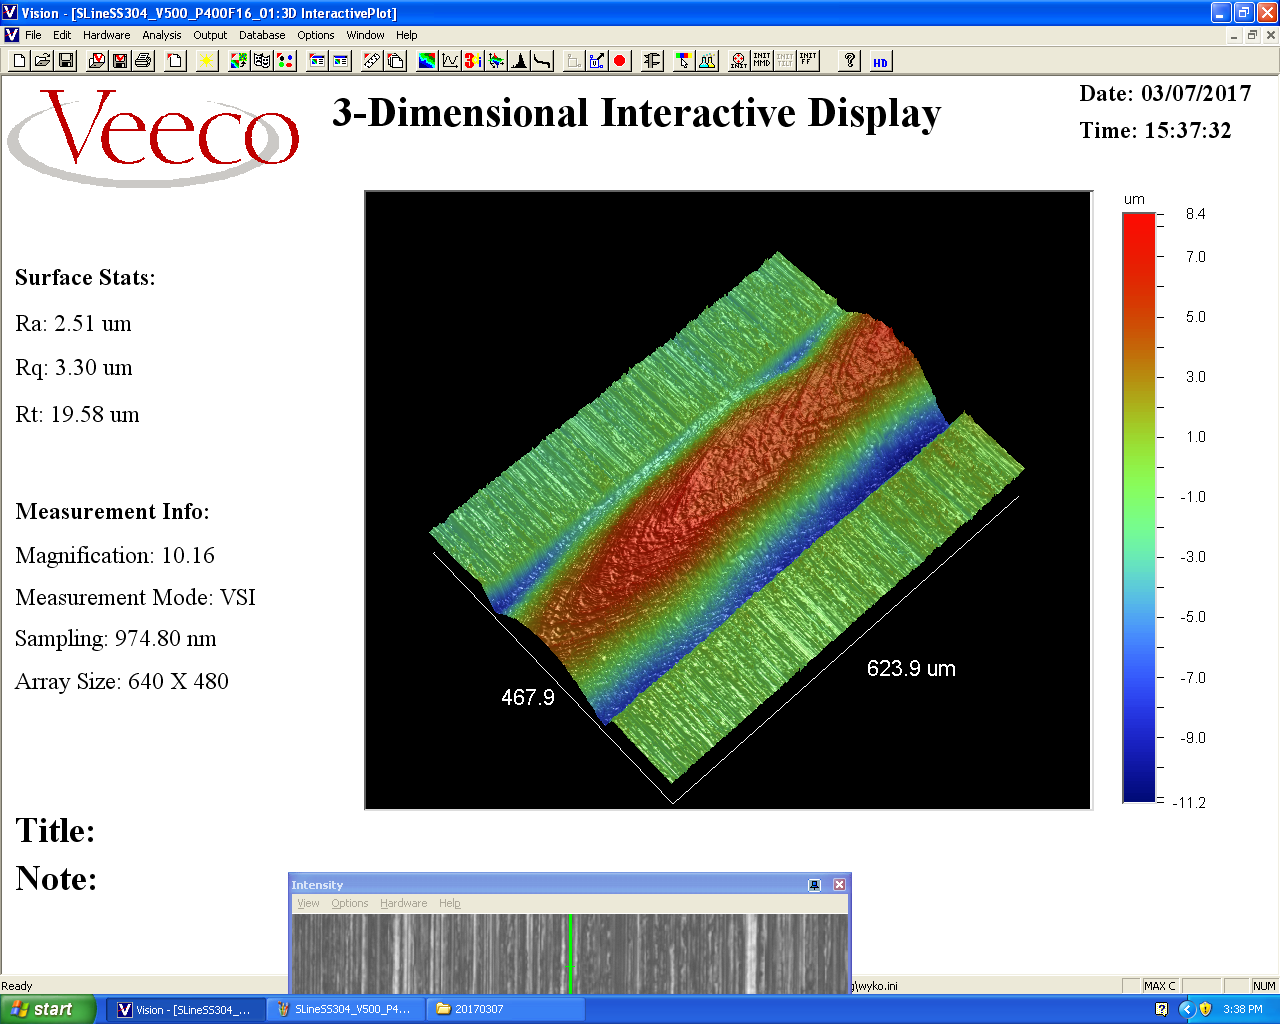 Vision - [SLineSS304_V500_P400F16_01:3D InteractivePlot]
File Edit Hardware Analysis Output Database Options Window Help
INIT
INIT MMD
INIT TILT
INIT FF
?
HD
Veeco
3-Dimensional Interactive Display
Date: 03/07/2017
Time: 15:37:32
Surface Stats:
Ra: 2.51 um
Rq: 3.30 um
Rt: 19.58 um
Measurement Info:
Magnification: 10.16
Measurement Mode: VSI
Sampling: 974.80 nm
Array Size: 640 X 480
Title:
Note:
467.9
623.9 um
um
8.4
7.0
5.0
3.0
1.0
-1.0
-3.0
-5.0
-7.0
-9.0
-11.2
Intensity
View Options Hardware Help
Ready
g\wyko.ini
MAX C
NUM
start
Vision - [SLineSS304_...
SLineSS304_V500_P4...
20170307
3:38 PM